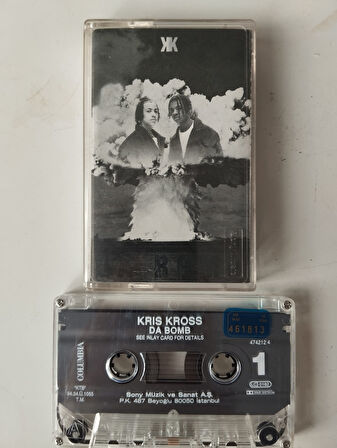 KK
KRIS KROSS
DA BOMB
SEE INLAY CARD FOR DETAILS
461813
474212 4
COLUMBIA
1
Sony Müzik ve Sanat A.Ş.
P.K. 487 Beyoğlu 80050 İstanbul